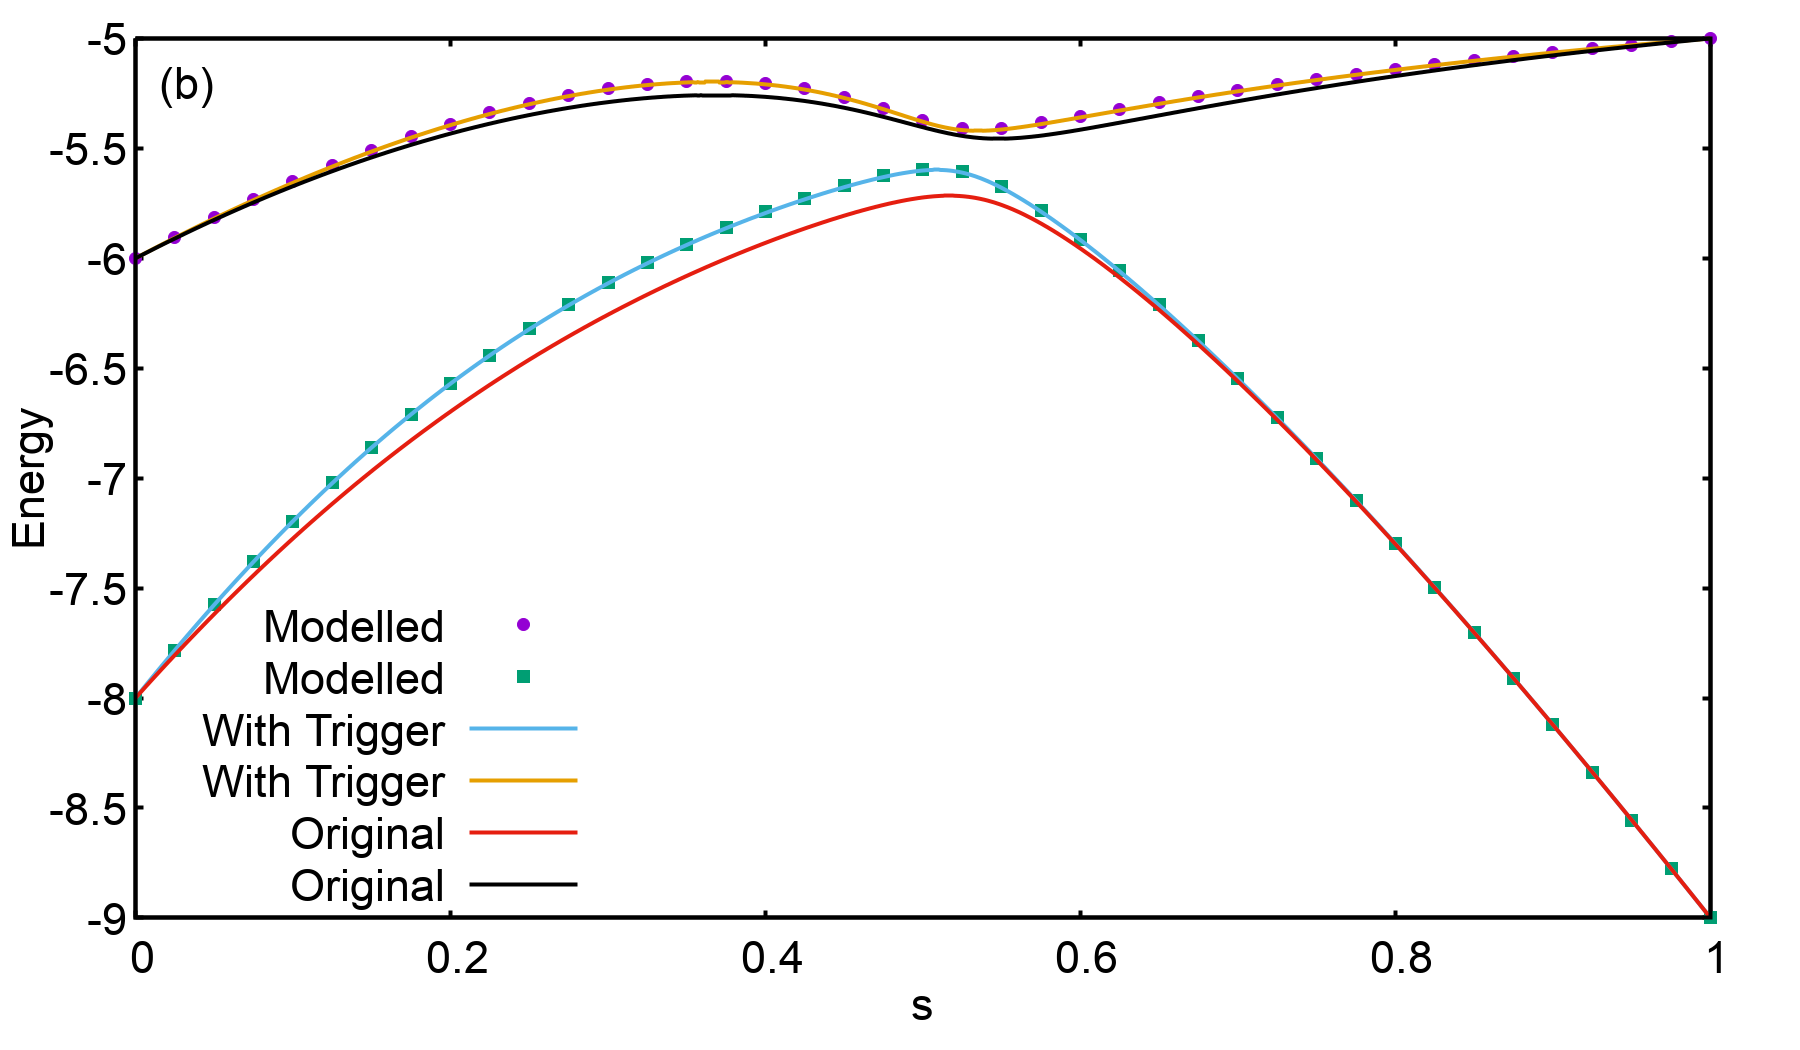 (b)
-5
-5.5
-6
-6.5
-7
-7.5
-8
-8.5
-9
Energy
Modelled
Modelled
With Trigger
With Trigger
Original
Original
0 0.2 0.4 0.6 0.8 1
s